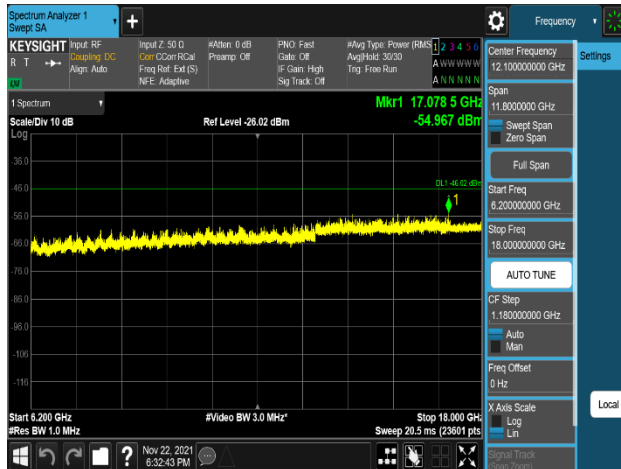 Spectrum Analyzer 1
Swept SA
+
Frequency
Settings
KEYSIGHT
R T
Input: RF
Coupling: DC
Align: Auto
Input Z: 50 Ω
Corr CCorr RCal
Freq Ref: Ext (S)
NFE: Adaptive
#Atten: 0 dB
Preamp: Off
PNO: Fast
Gate: Off
IF Gain: High
Sig Track: Off
#Avg Type: Power (RMS
Avg|Hold: 30/30
Trig: Free Run
1 2 3 4 5 6
A W W W W W
A N N N N N
1 Spectrum
Scale/Div 10 dB
Log
Ref Level -26.02 dBm
Mkr1 17.078 5 GHz
-54.967 dBm
-36.0
-46.0
-56.0
-66.0
-76.0
-86.0
-96.0
-106
-116
DL1 -46.02 dBm
1
Start 6.200 GHz
#Res BW 1.0 MHz
#Video BW 3.0 MHz*
Stop 18.000 GHz
Sweep 20.5 ms (23601 pts
Center Frequency
12.100000000 GHz
Span
11.8000000 GHz
Swept Span
Zero Span
Full Span
Start Freq
6.200000000 GHz
Stop Freq
18.000000000 GHz
AUTO TUNE
CF Step
1.180000000 GHz
Auto
Man
Freq Offset
0 Hz
X Axis Scale
Log
Lin
Signal Track
(Span Zoom)
Local
?
Nov 22, 2021
6:32:43 PM